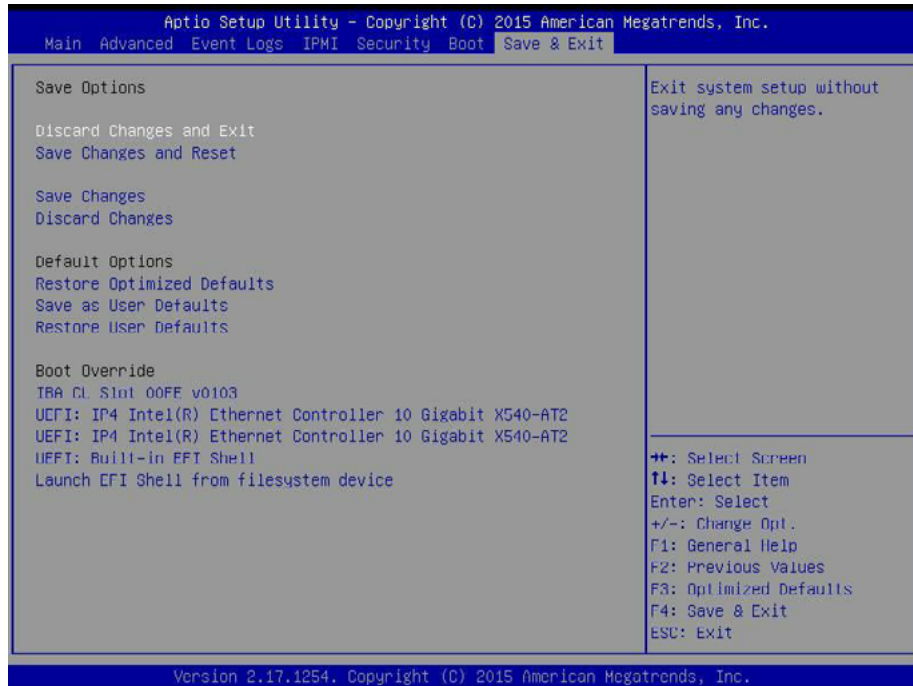 Aptio Setup Utility – Copyright (C) 2015 American Megatrends, Inc.
Main Advanced Event Logs IPMI Security Boot Save & Exit
Save Options
Discard Changes and Exit
Save Changes and Reset
Save Changes
Discard Changes
Default Options
Restore Optimized Defaults
Save as User Defaults
Restore User Defaults
Boot Override
IBA CL Slot 00FE v0103
UEFI: IP4 Intel(R) Ethernet Controller 10 Gigabit X540-AT2
UEFI: IP4 Intel(R) Ethernet Controller 10 Gigabit X540-AT2
UEFI: Built-in EFI Shell
Launch EFI Shell from filesystem device
Exit system setup without
saving any changes.
→←: Select Screen
↑↓: Select Item
Enter: Select
+/-: Change Opt.
F1: General Help
F2: Previous Values
F3: Optimized Defaults
F4: Save & Exit
ESC: Exit
Version 2.17.1254. Copyright (C) 2015 American Megatrends, Inc.